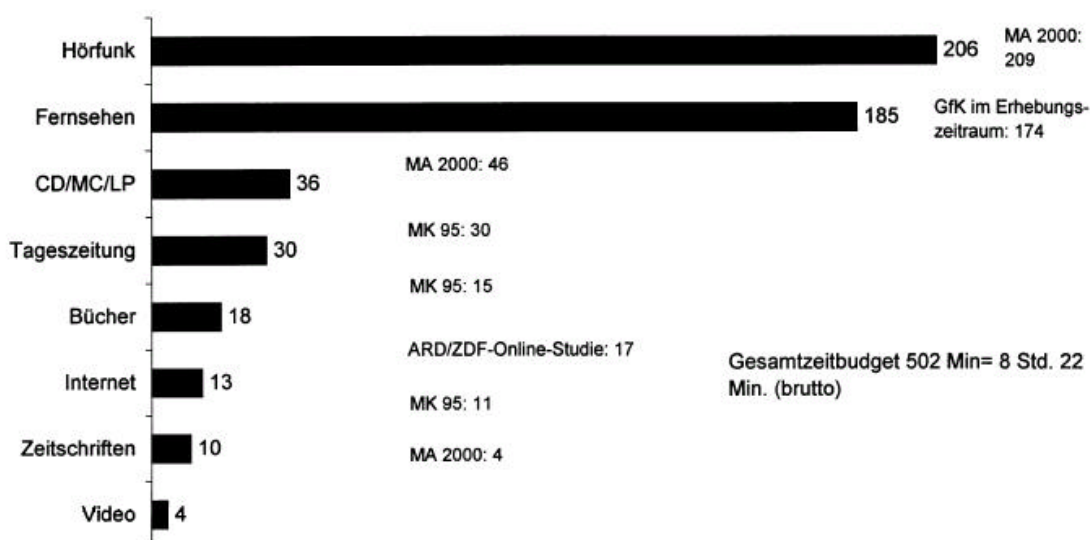 Hörfunk 206 MA 2000:
209
Fernsehen 185 GfK im Erhebungs-
zeitraum: 174
MA 2000: 46
CD/MC/LP 36
MK 95: 30
Tageszeitung 30
MK 95: 15
Bücher 18
ARD/ZDF-Online-Studie: 17
Gesamtzeitbudget 502 Min= 8 Std. 22
Min. (brutto)
Internet 13
MK 95: 11
Zeitschriften 10
MA 2000: 4
Video 4